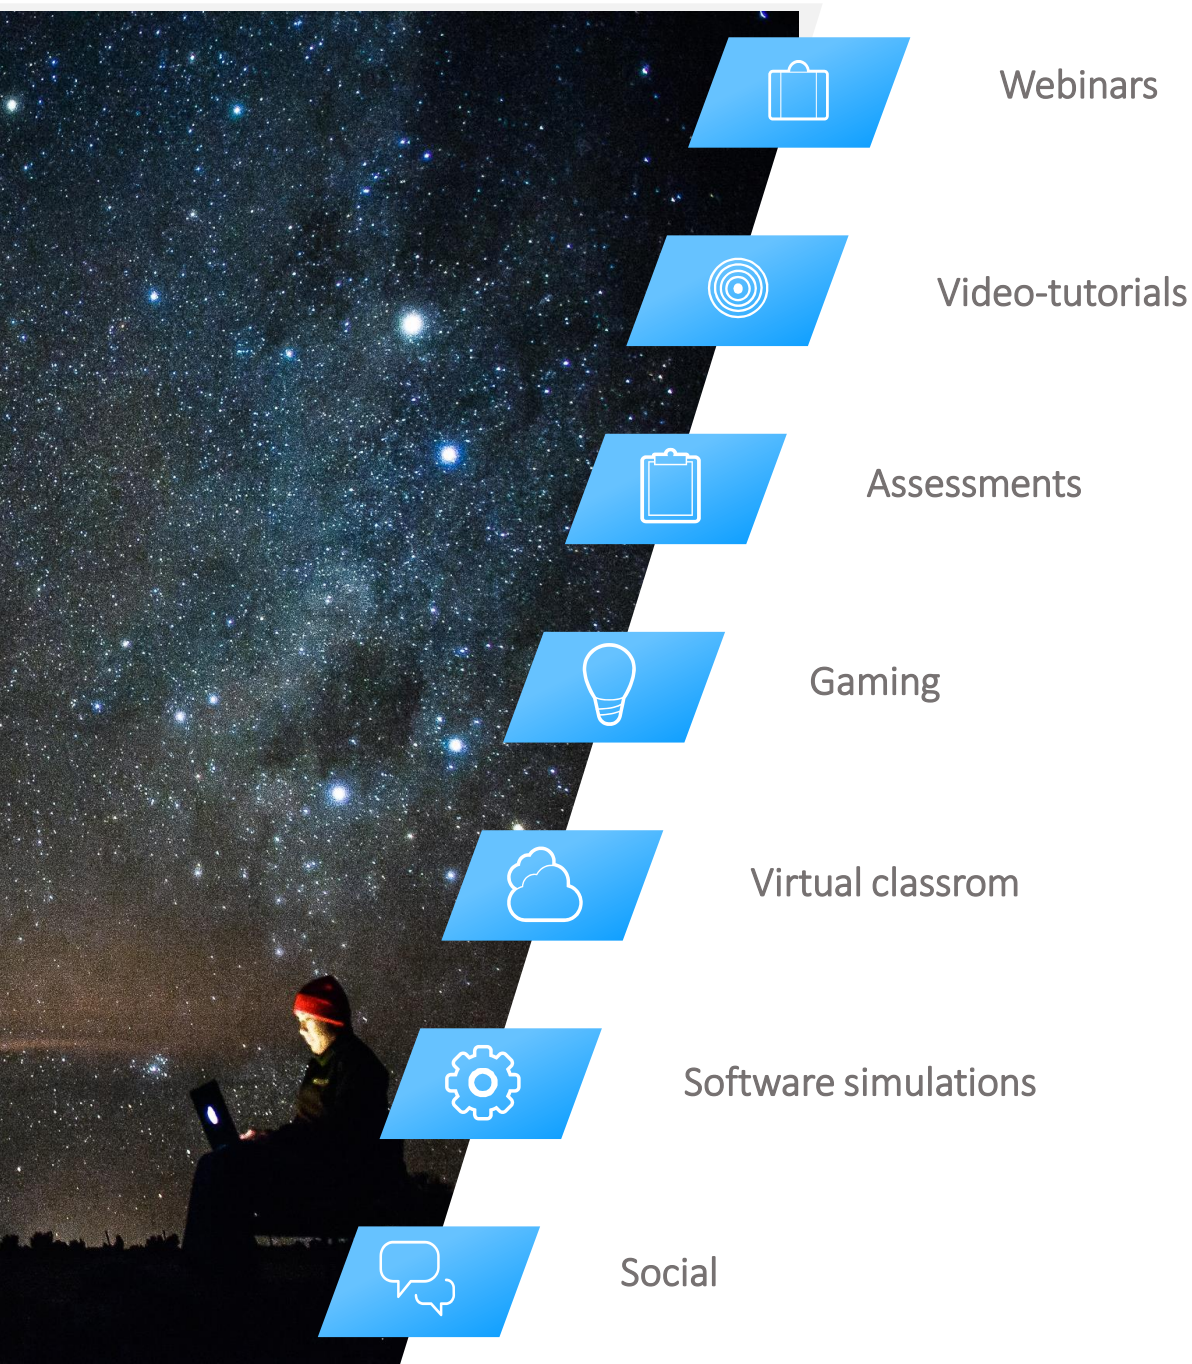 Webinars
Video-tutorials
Assessments
Gaming
Virtual classrom
Software simulations
Social